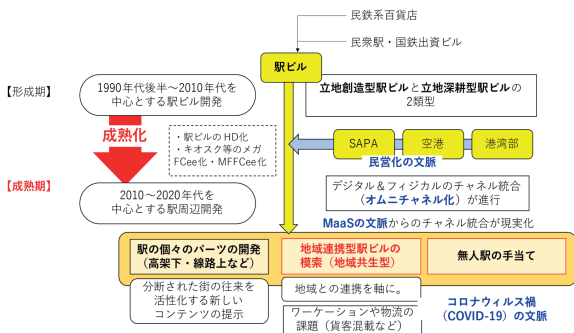 民鉄系百貨店
民衆駅・国鉄出資ビル
駅ビル
【形成期】
1990年代後半～2010年代を
中心とする駅ビル開発
立地創造型駅ビルと立地深耕型駅ビルの
2類型
成熟化
・駅ビルのHD化
・キオスク等のメガ
FCee化・MFFCee化
SAPA
空港
港湾部
民営化の文脈
【成熟期】
2010～2020年代を
中心とする駅周辺開発
デジタル＆フィジカルのチャネル統合
（オムニチャネル化）が進行
MaaSの文脈からのチャネル統合が現実化
駅の個々のパーツの開発
（高架下・線路上など）
地域連携型駅ビルの
模索（地域共生型）
無人駅の手当て
分断された街の往来を
活性化する新しい
コンテンツの提示
地域との連携を軸に。
ワーケーションや物流の
課題（貨客混載など）
コロナウィルス禍
（COVID-19）の文脈